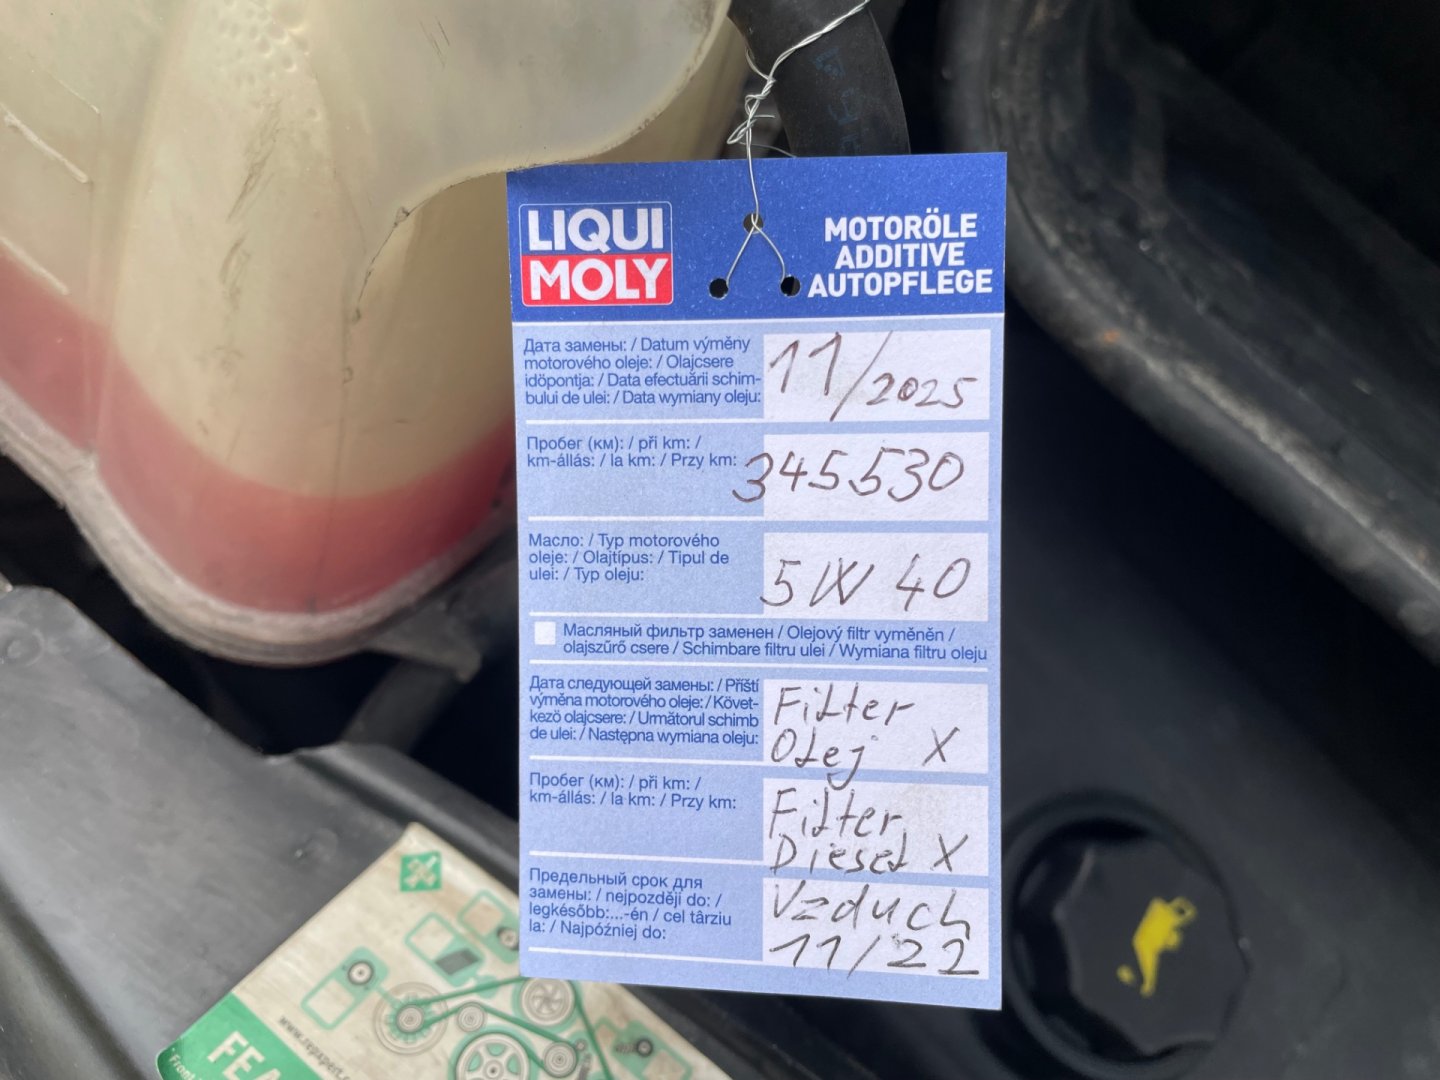 LIQUI
MOLY
MOTORÖLE
ADDITIVE
AUTOPFLEGE
Дата замены: / Datum výměny
motorového oleje: / Olajcsere
időpontja: / Data efectuării schim-
bului de ulei: / Data wymiany oleju:
11/2025
Пробег (км): / při km: /
km-állás: / la km: / Przy km:
345530
Масло: / Typ motorového
oleje: / Olajtípus: / Tipul de
ulei: / Typ oleju:
5W 40
Масляный фильтр заменен / Olejový filtr vyměněn /
olajszűrő csere / Schimbare filtru ulei / Wymiana filtru oleju
Дата следующей замены: / Příští
výměna motorového oleje: / Követ-
kező olajcsere: / Următorul schimb
de ulei: / Następna wymiana oleju:
Filter
Olej X
Пробег (км): / při km: /
km-állás: / la km: / Przy km:
Filter
Diesel X
Предельный срок для
замены: / nejpozději do: /
legkésőbb:...-én / cel târziu
la: / Najpóźniej do:
Vzduch
11/22
FEA